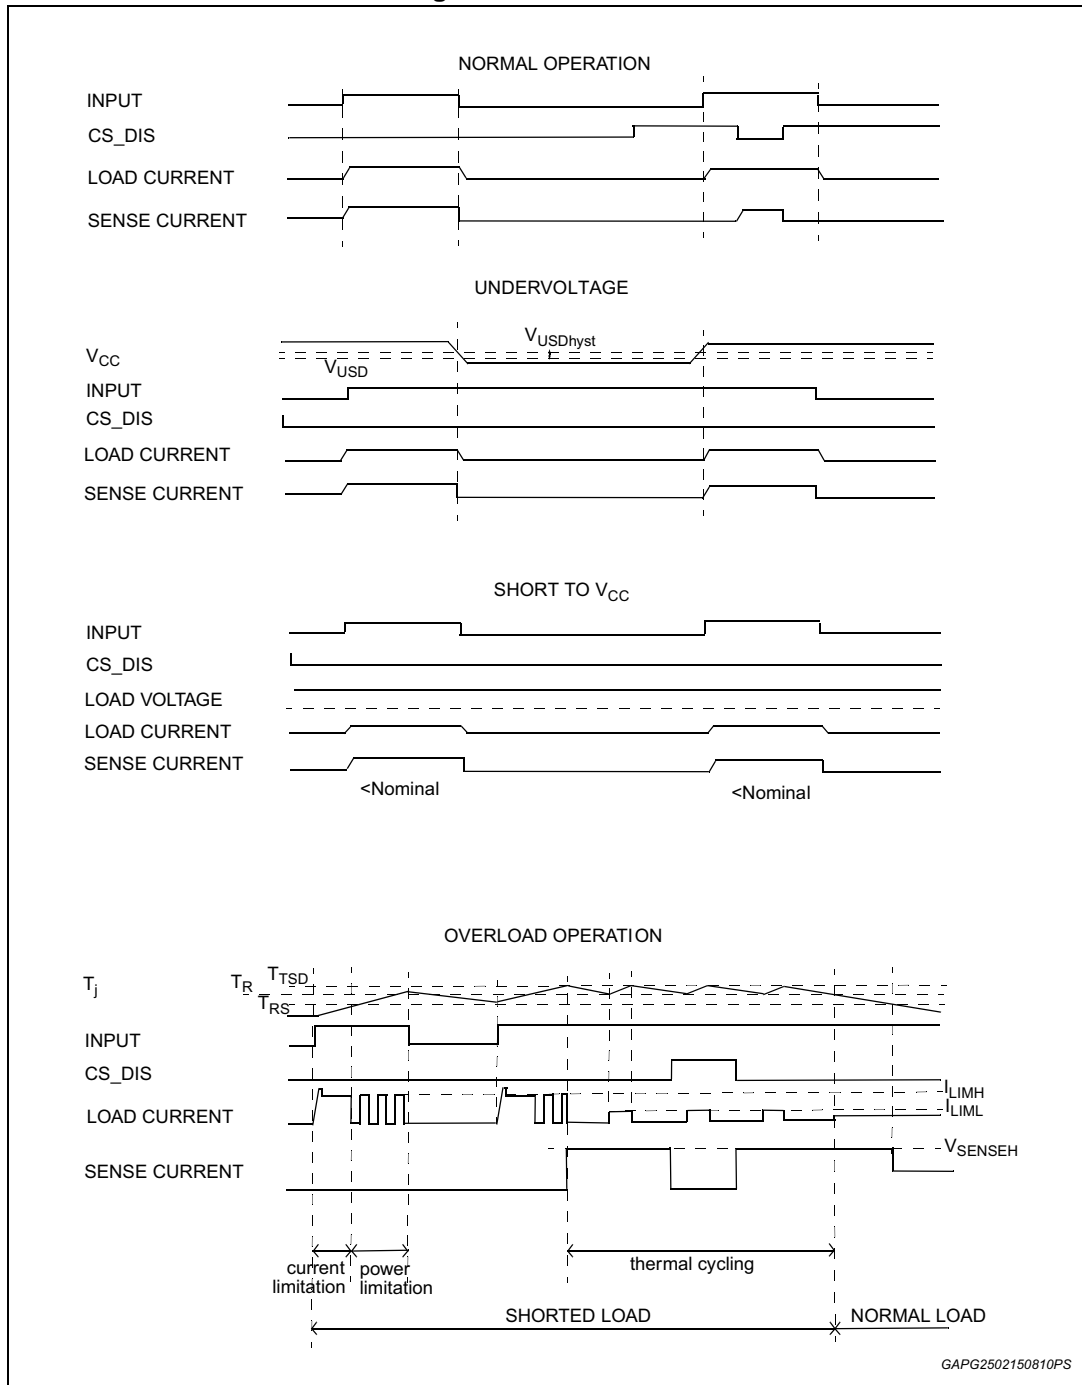 NORMAL OPERATION
INPUT
CS_DIS
LOAD CURRENT
SENSE CURRENT
UNDERVOLTAGE
VUSDhyst
VCC
VUSD
INPUT
CS_DIS
LOAD CURRENT
SENSE CURRENT
SHORT TO VCC
INPUT
CS_DIS
LOAD VOLTAGE
LOAD CURRENT
SENSE CURRENT
<Nominal
<Nominal
OVERLOAD OPERATION
Tj
TR
TTSD
TRS
INPUT
CS_DIS
ILIMH
LOAD CURRENT
ILIML
VSENSEH
SENSE CURRENT
current
limitation
power
limitation
thermal cycling
SHORTED LOAD
NORMAL LOAD
GAPG2502150810PS